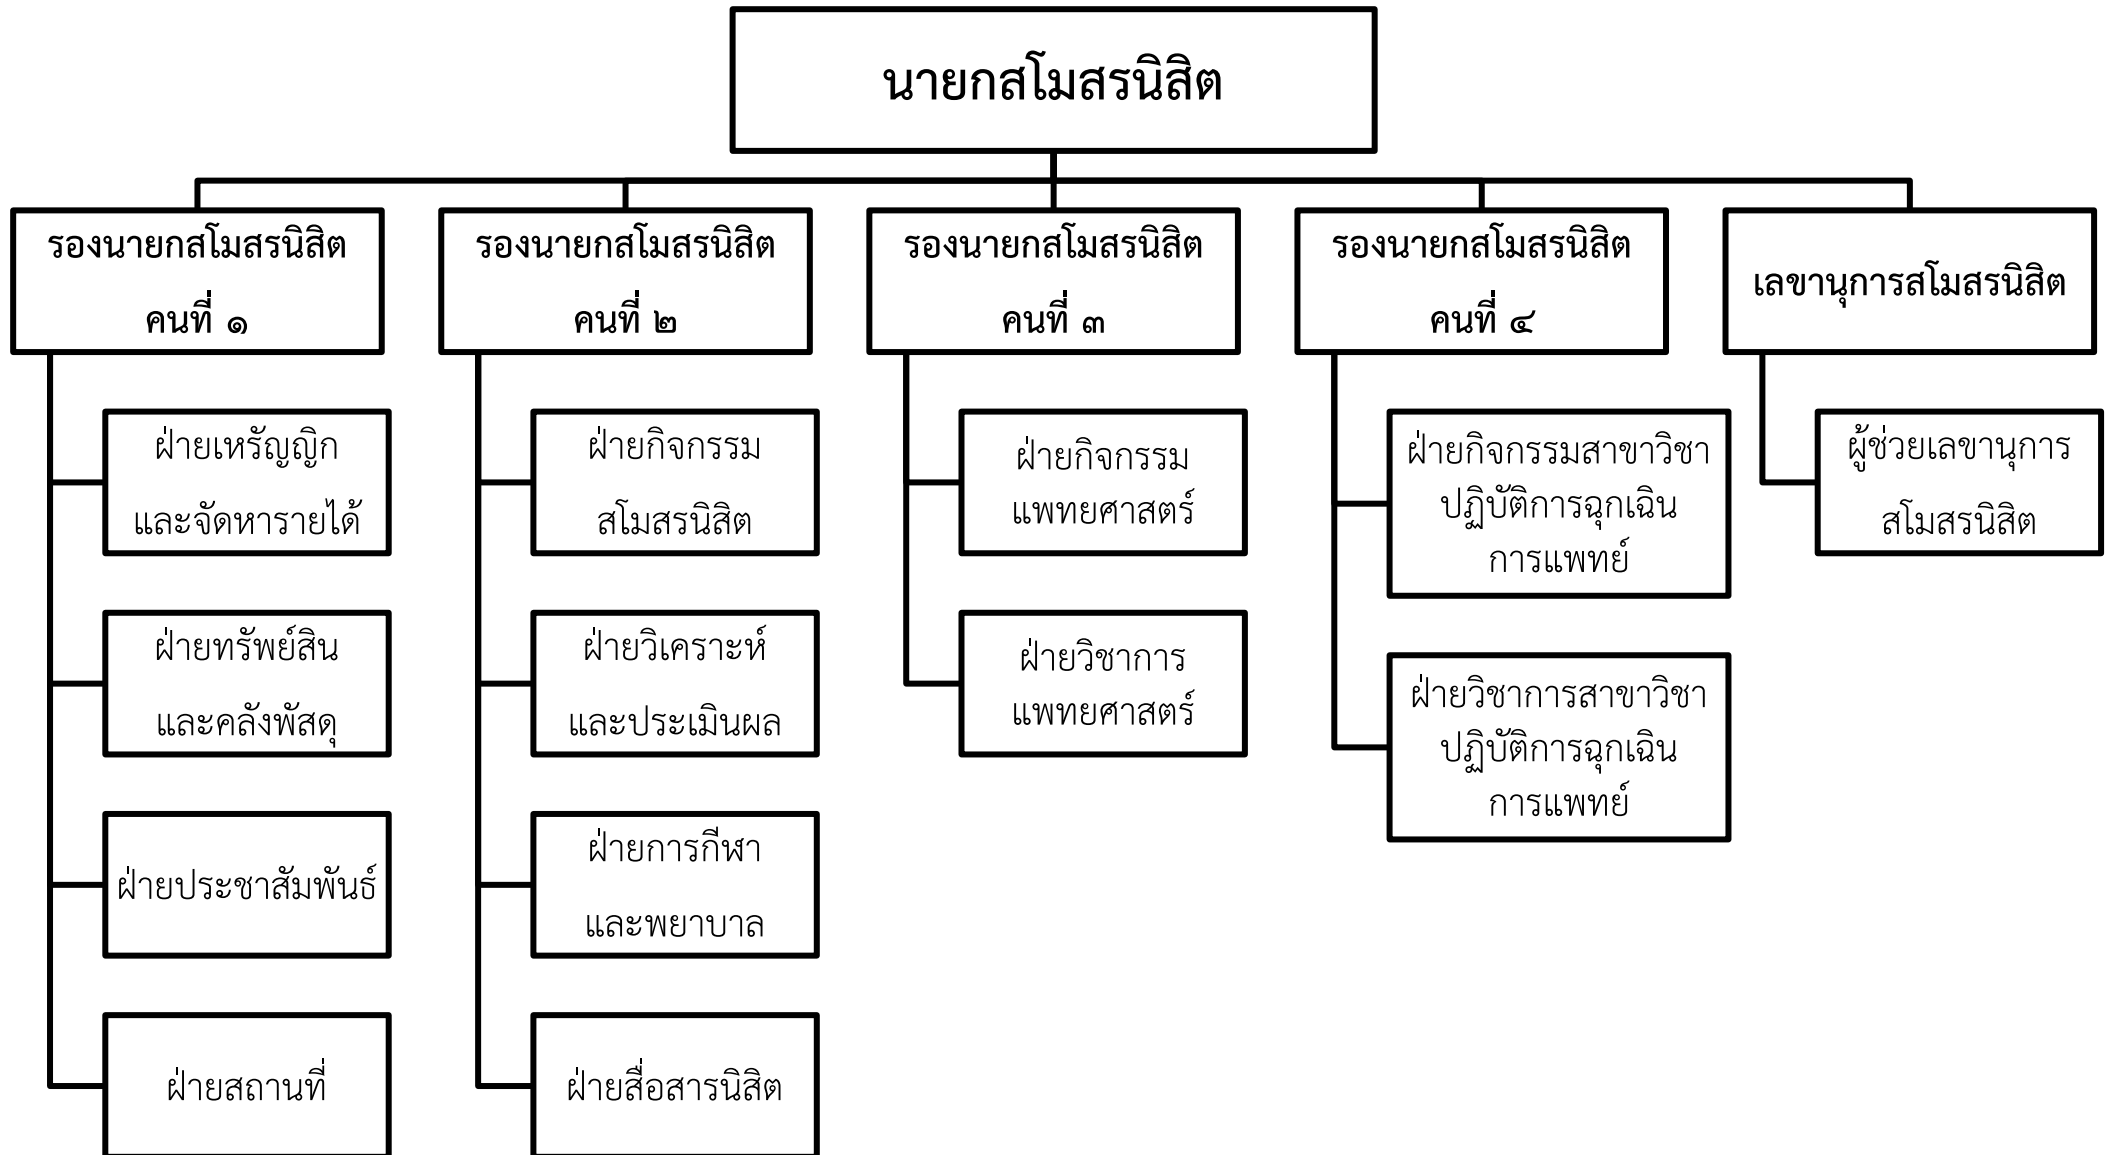 นายกสโมสรนิสิต
รองนายกสโมสรนิสิต
คนที่ ๑
รองนายกสโมสรนิสิต
คนที่ ๒
รองนายกสโมสรนิสิต
คนที่ ๓
รองนายกสโมสรนิสิต
คนที่ ๔
เลขานุการสโมสรนิสิต
ฝ่ายเหรัญญิก
และจัดหารายได้
ฝ่ายทรัพย์สิน
และคลังพัสดุ
ฝ่ายประชาสัมพันธ์
ฝ่ายสถานที่
ฝ่ายกิจกรรม
สโมสรนิสิต
ฝ่ายวิเคราะห์
และประเมินผล
ฝ่ายการกีฬา
และพยาบาล
ฝ่ายสื่อสารนิสิต
ฝ่ายกิจกรรม
แพทยศาสตร์
ฝ่ายวิชาการ
แพทยศาสตร์
ฝ่ายกิจกรรมสาขาวิชา
ปฏิบัติการฉุกเฉิน
การแพทย์
ฝ่ายวิชาการสาขาวิชา
ปฏิบัติการฉุกเฉิน
การแพทย์
ผู้ช่วยเลขานุการ
สโมสรนิสิต